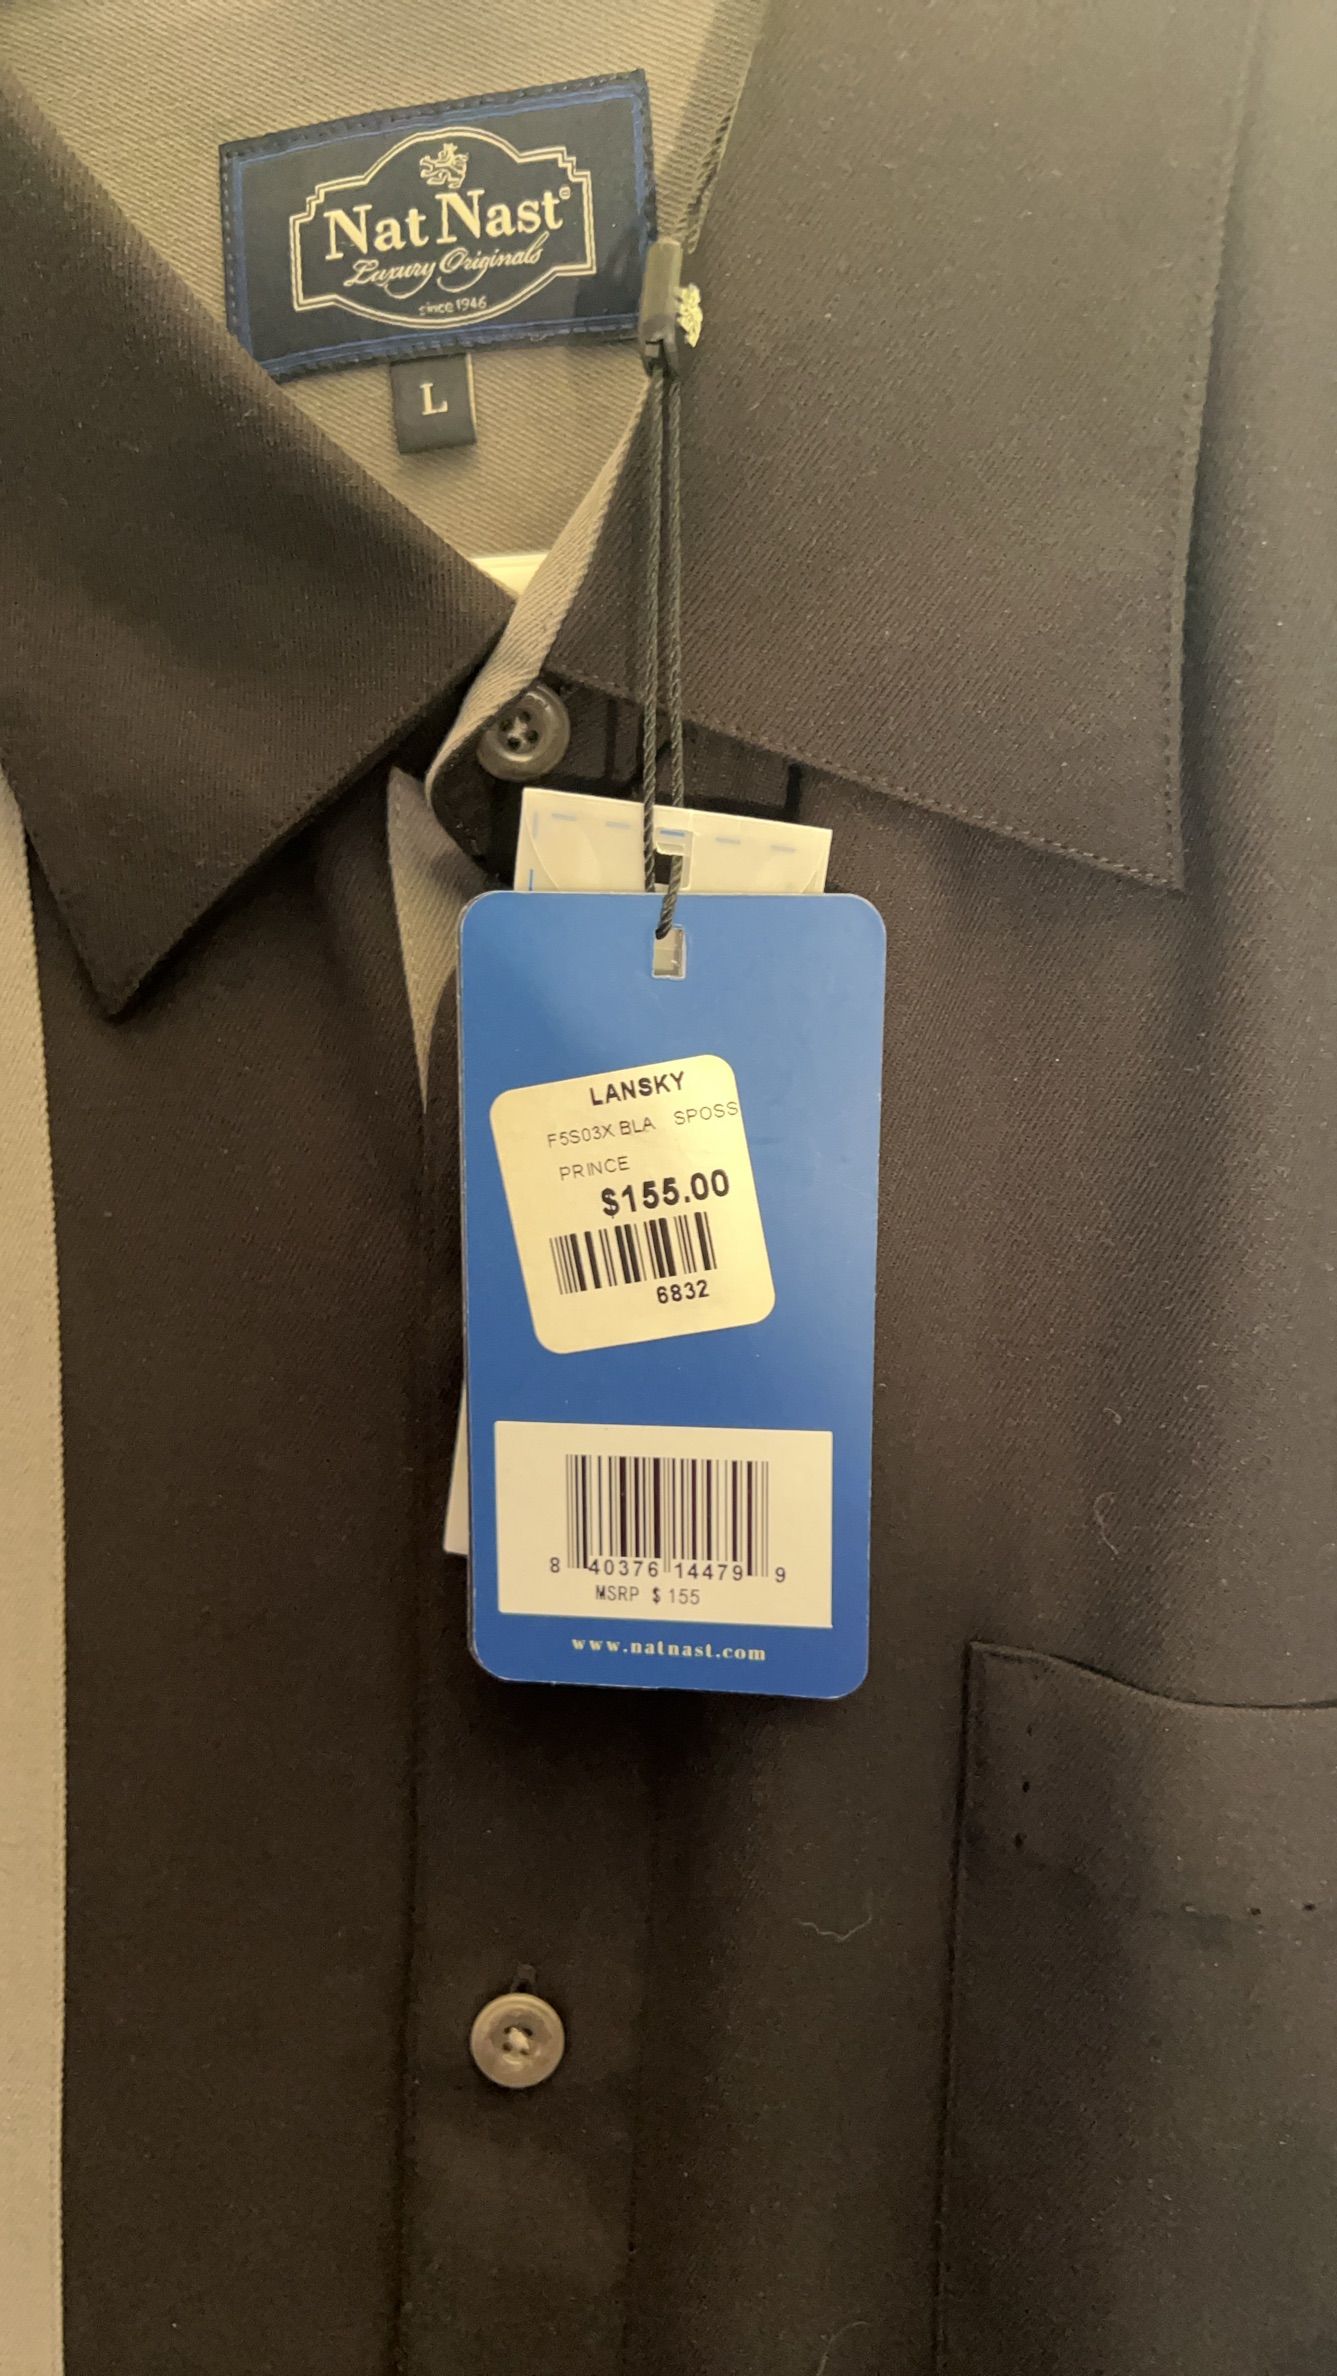 Nat Nast®
Luxury Originals
since 1946
L
LANSKY
F5S03X BLA SPOSS
PRINCE
$155.00
6832
8 40376 14479 9
MSRP $ 155
www.natnast.com